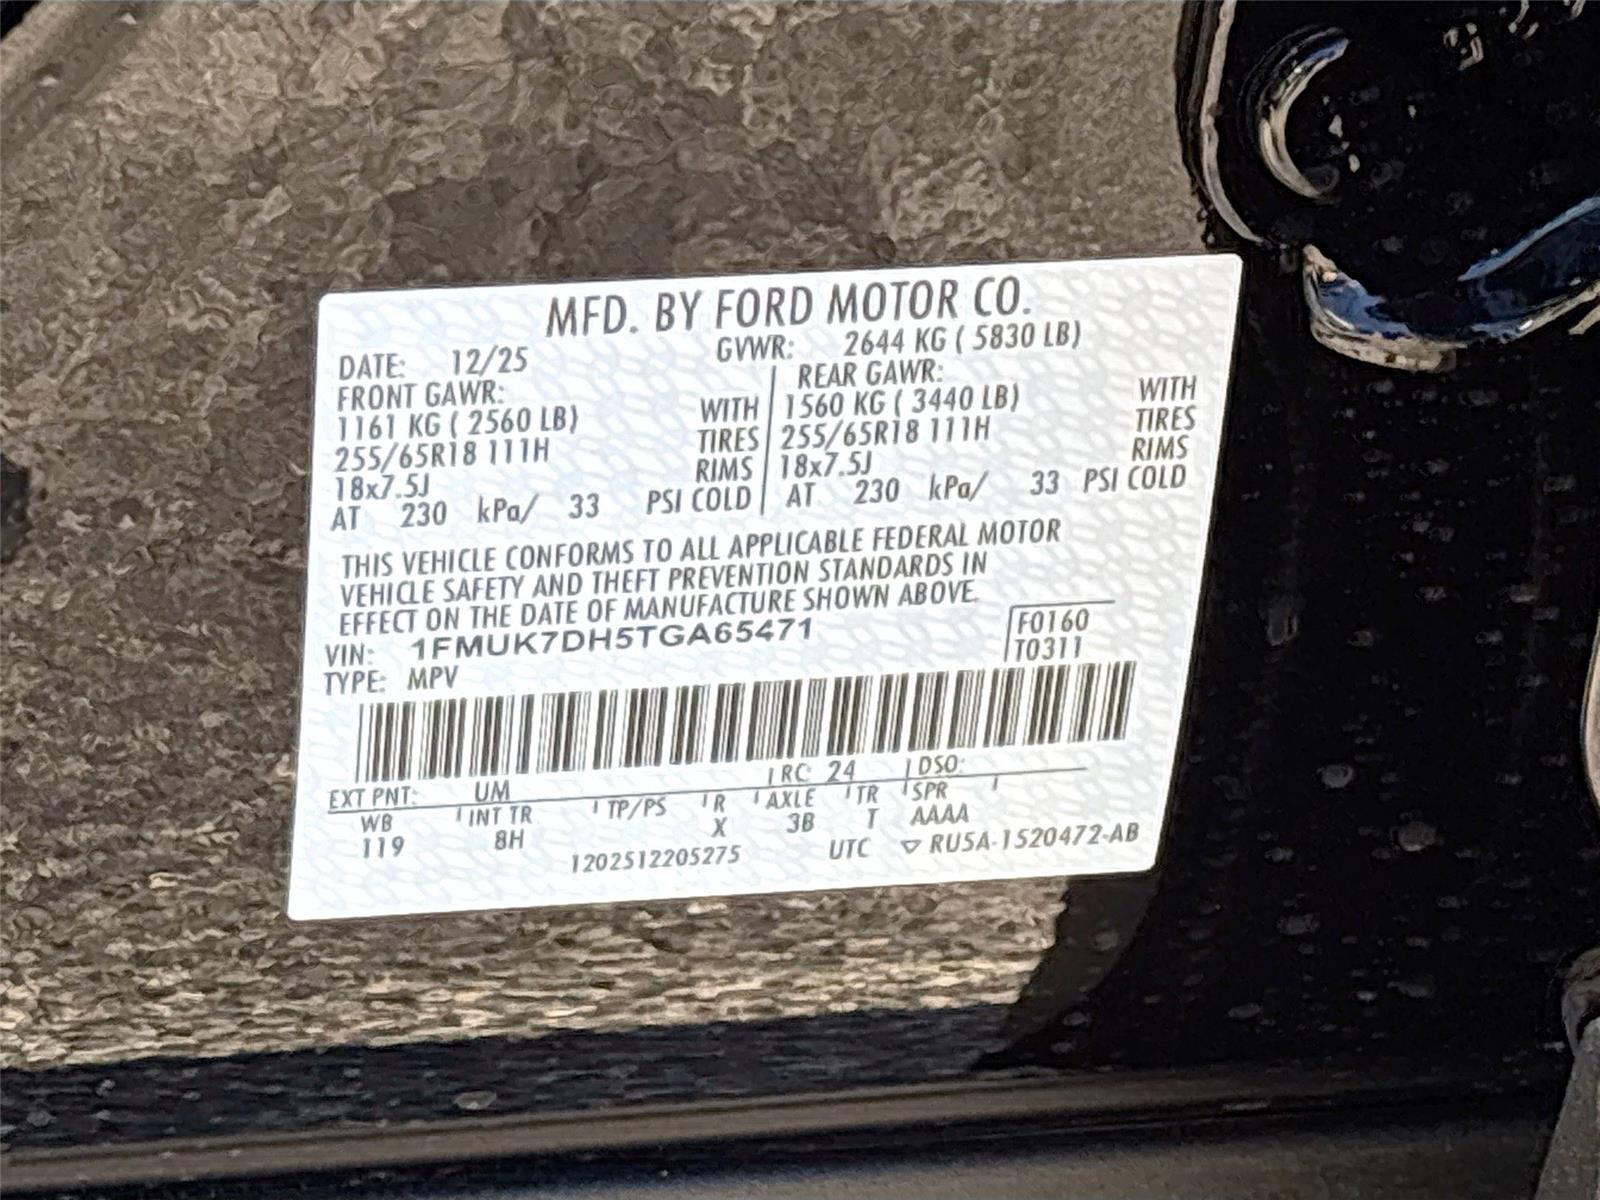 MFD. BY FORD MOTOR CO.
DATE: 12/25 GVWR: 2644 KG ( 5830 LB)
FRONT GAWR: REAR GAWR:
1161 KG ( 2560 LB) WITH 1560 KG ( 3440 LB) WITH
255/65R18 111H TIRES 255/65R18 111H TIRES
18x7.5J RIMS 18x7.5J RIMS
AT 230 kPa/ 33 PSI COLD AT 230 kPa/ 33 PSI COLD
THIS VEHICLE CONFORMS TO ALL APPLICABLE FEDERAL MOTOR
VEHICLE SAFETY AND THEFT PREVENTION STANDARDS IN
EFFECT ON THE DATE OF MANUFACTURE SHOWN ABOVE.
VIN: 1FMUK7DH5TGA65471 F0160
TYPE: MPV T0311
EXT PNT: UM RC: 24 DSO:
WB INT TR TP/PS R AXLE TR SPR
119 8H X 3B T AAAA
1202512205275 UTC ▽ RU5A-1520472-AB